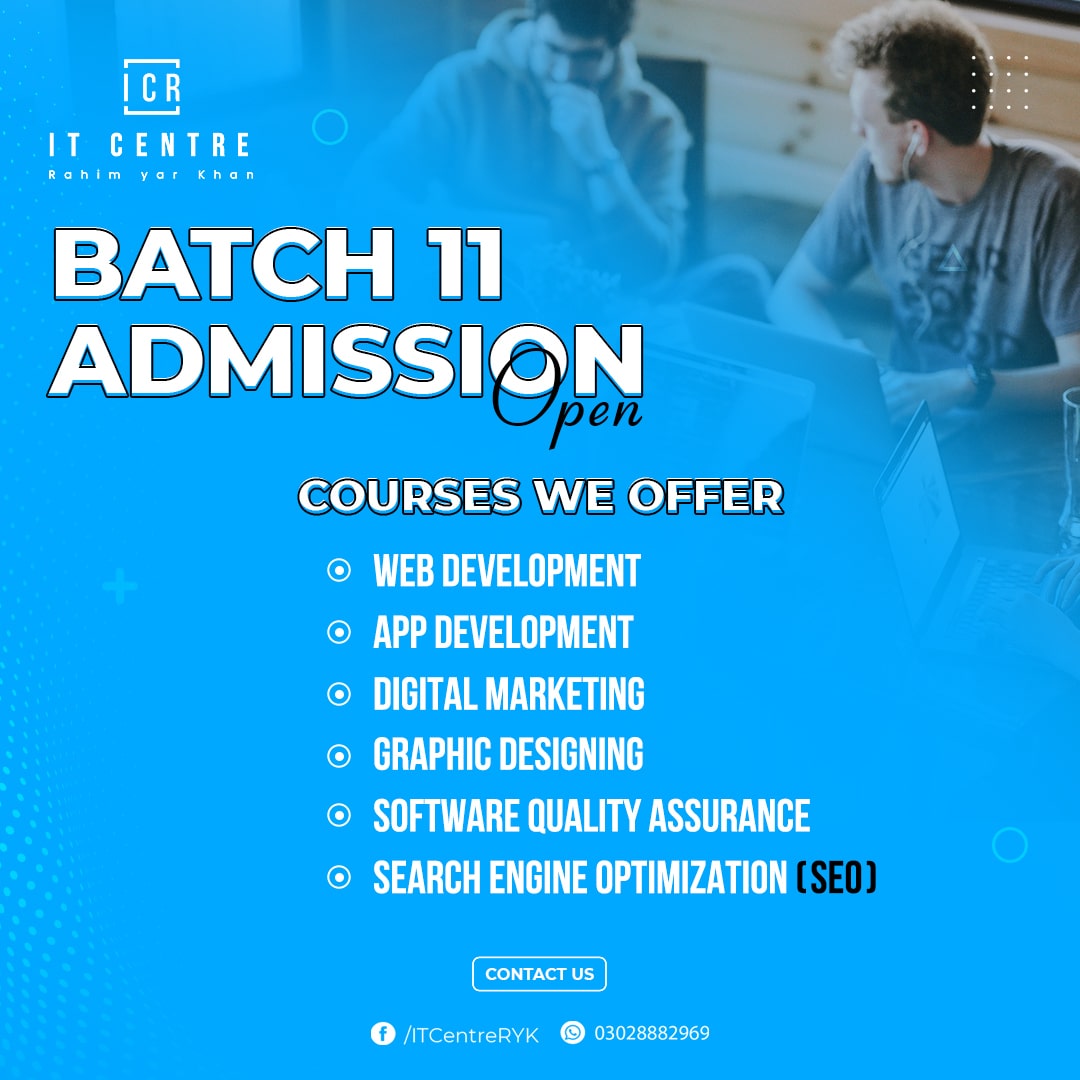 ICR
IT CENTRE
Rahim yar Khan
BATCH 11
ADMISSION
Open
COURSES WE OFFER
WEB DEVELOPMENT
APP DEVELOPMENT
DIGITAL MARKETING
GRAPHIC DESIGNING
SOFTWARE QUALITY ASSURANCE
SEARCH ENGINE OPTIMIZATION (SEO)
CONTACT US
/ITCentreRYK 03028882969